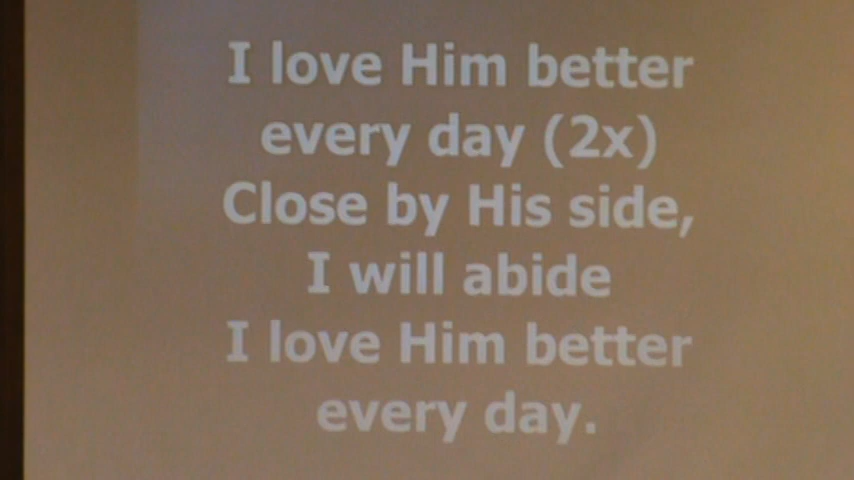 I love Him better
every day (2x)
Close by His side,
I will abide
I love Him better
every day.